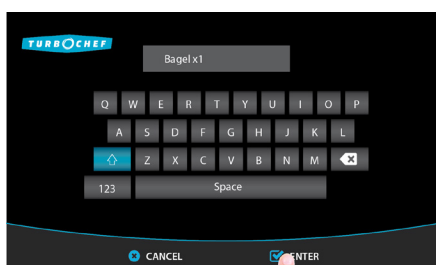 TURBOCHEF
Bagel x1
Q W E R T Y U I O P
A S D F G H J K L
Z X C V B N M
123 Space
CANCEL ENTER